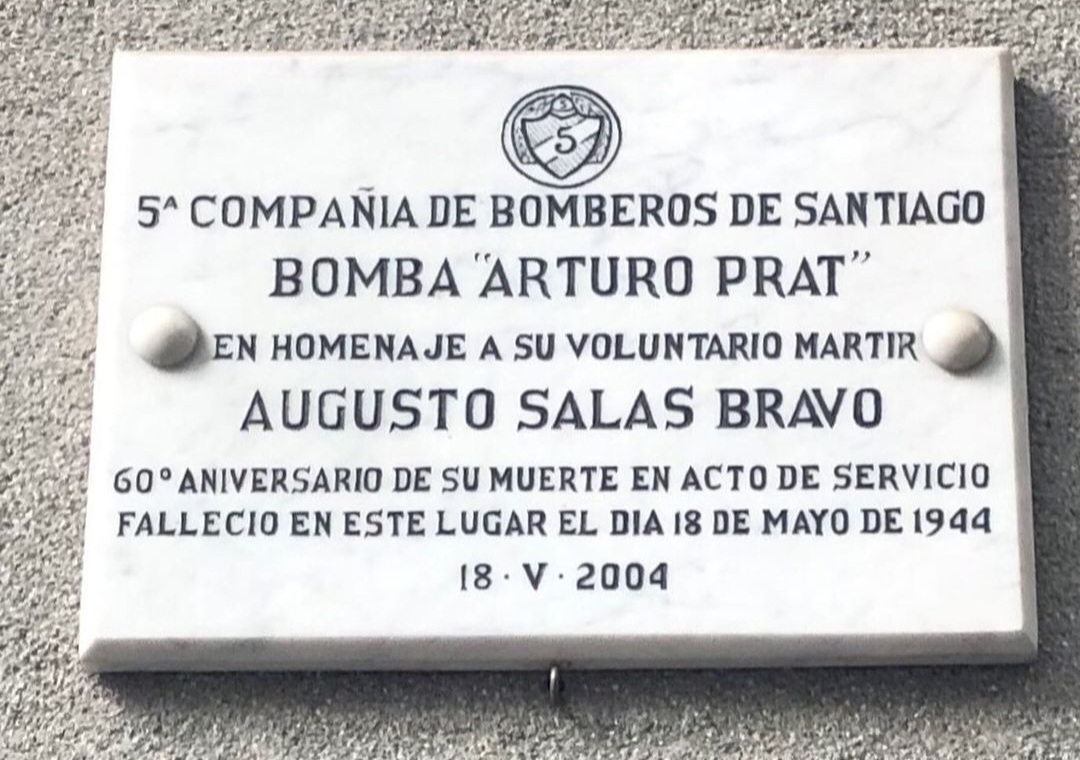 5
5ª COMPAÑIA DE BOMBEROS DE SANTIAGO
BOMBA "ARTURO PRAT"
EN HOMENAJE A SU VOLUNTARIO MARTIR
AUGUSTO SALAS BRAVO
60º ANIVERSARIO DE SU MUERTE EN ACTO DE SERVICIO
FALLECIO EN ESTE LUGAR EL DIA 18 DE MAYO DE 1944
18 · V · 2004